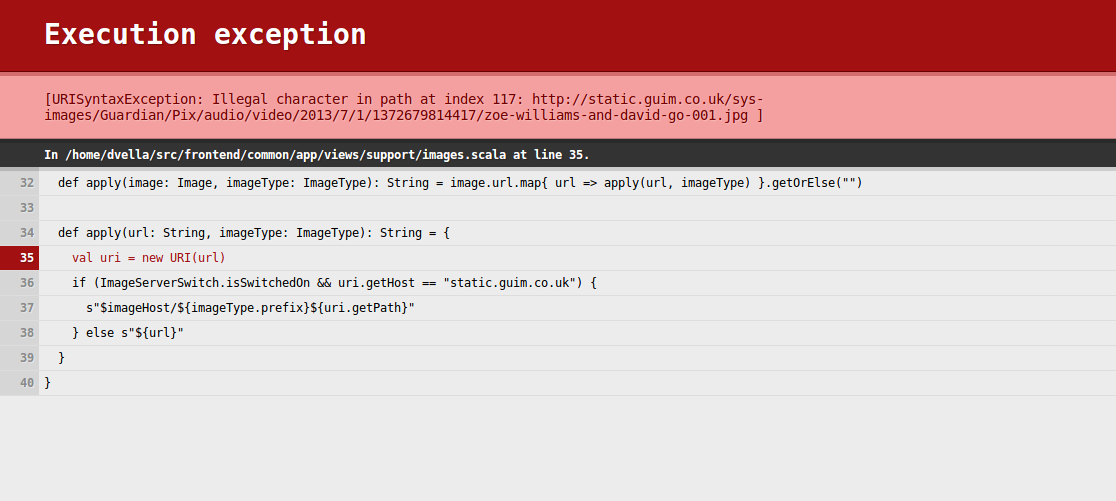 Execution exception
[URISyntaxException: Illegal character in path at index 117: http://static.guim.co.uk/sys-
images/Guardian/Pix/audio/video/2013/7/1/1372679814417/zoe-williams-and-david-go-001.jpg ]
In /home/dvella/src/frontend/common/app/views/support/images.scala at line 35.
32 def apply(image: Image, imageType: ImageType): String = image.url.map{ url => apply(url, imageType) }.getOrElse("")
33
34 def apply(url: String, imageType: ImageType): String = {
35 val uri = new URI(url)
36 if (ImageServerSwitch.isSwitchedOn && uri.getHost == "static.guim.co.uk") {
37 s"$imageHost/${imageType.prefix}${uri.getPath}"
38 } else s"${url}"
39 }
40 }